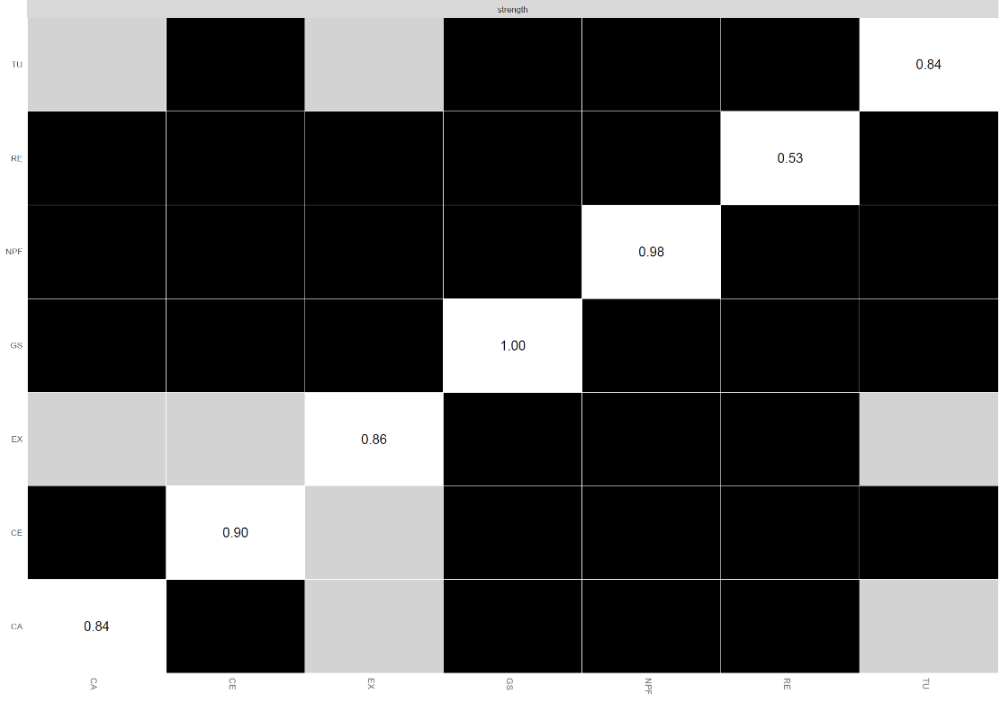 strength
TU
0.84
RE
0.53
NPF
0.98
GS
1.00
EX
0.86
CE
0.90
CA
0.84
CA
CE
EX
GS
NPF
RE
TU